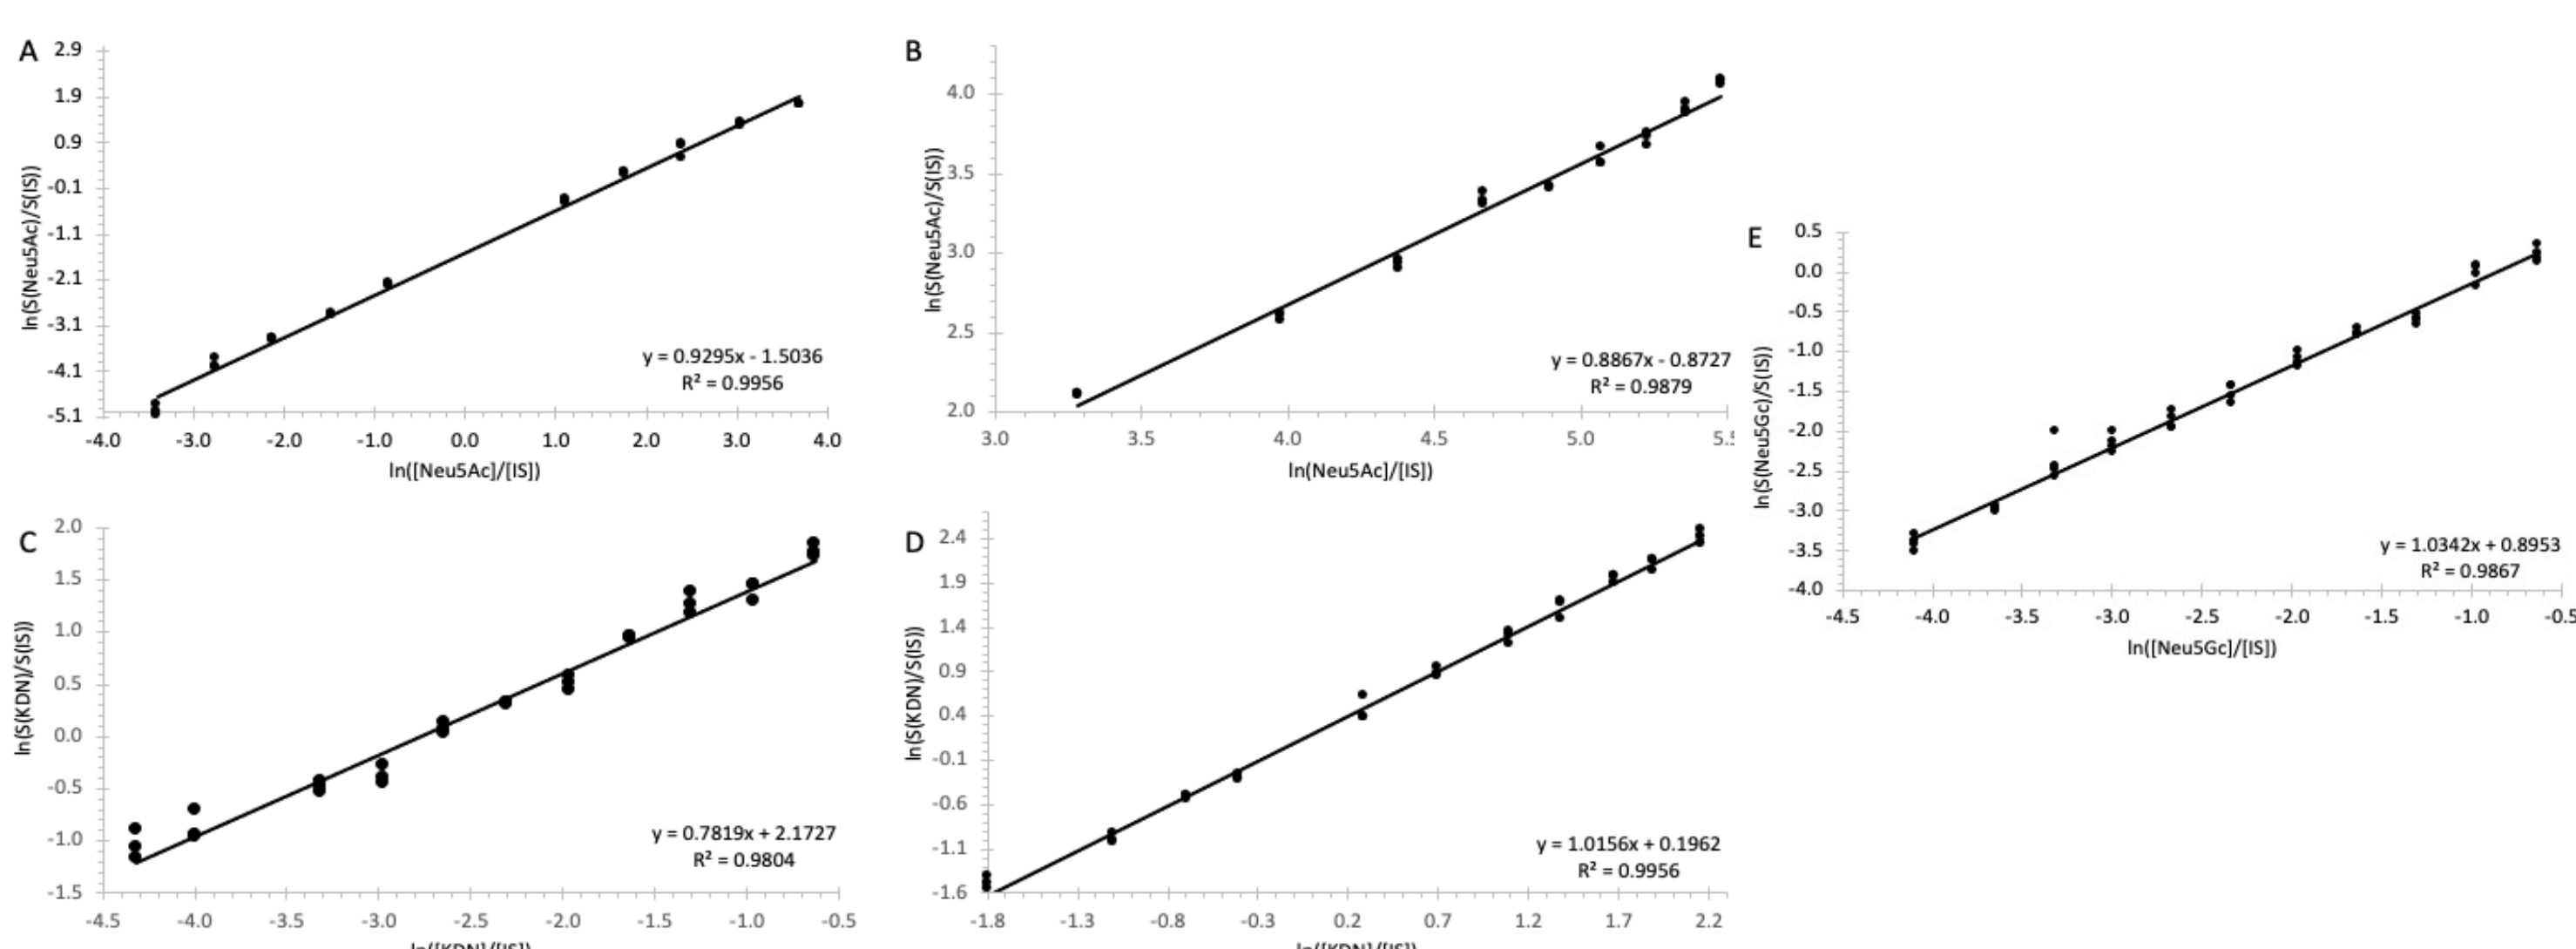 A
2.9
1.9
0.9
-0.1
-1.1
-2.1
-3.1
-4.1
-5.1
ln(S(Neu5Ac)/S(IS))
y = 0.9295x - 1.5036
R² = 0.9956
-4.0 -3.0 -2.0 -1.0 0.0 1.0 2.0 3.0 4.0
ln([Neu5Ac]/[IS])
B
4.0
3.5
3.0
2.5
2.0
ln(S(Neu5Ac)/S(IS))
y = 0.8867x - 0.8727
R² = 0.9879
3.0 3.5 4.0 4.5 5.0 5.5
ln(Neu5Ac]/[IS])
C
2.0
1.5
1.0
0.5
0.0
-0.5
-1.0
-1.5
ln(S(KDN)/S(IS))
y = 0.7819x + 2.1727
R² = 0.9804
-4.5 -4.0 -3.5 -3.0 -2.5 -2.0 -1.5 -1.0 -0.5
ln([KDN]/[IS])
D
2.4
1.9
1.4
0.9
0.4
-0.1
-0.6
-1.1
-1.6
ln(S(KDN)/S(IS))
y = 1.0156x + 0.1962
R² = 0.9956
-1.8 -1.3 -0.8 -0.3 0.2 0.7 1.2 1.7 2.2
ln([KDN]/[IS])
E
0.5
0.0
-0.5
-1.0
-1.5
-2.0
-2.5
-3.0
-3.5
-4.0
ln(S(Neu5Gc)/S(IS))
y = 1.0342x + 0.8953
R² = 0.9867
-4.5 -4.0 -3.5 -3.0 -2.5 -2.0 -1.5 -1.0 -0.5
ln([Neu5Gc]/[IS])